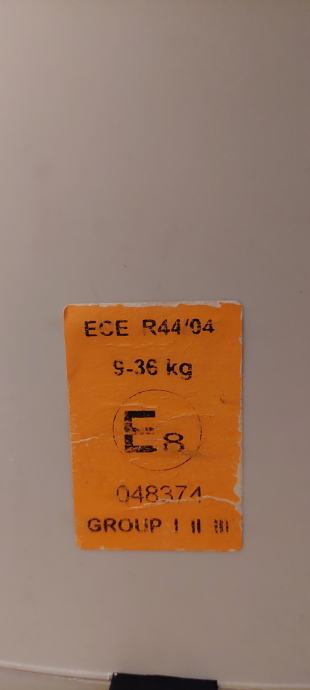 ECE R44/04
9-36 kg
E8
048374
GROUP I II III